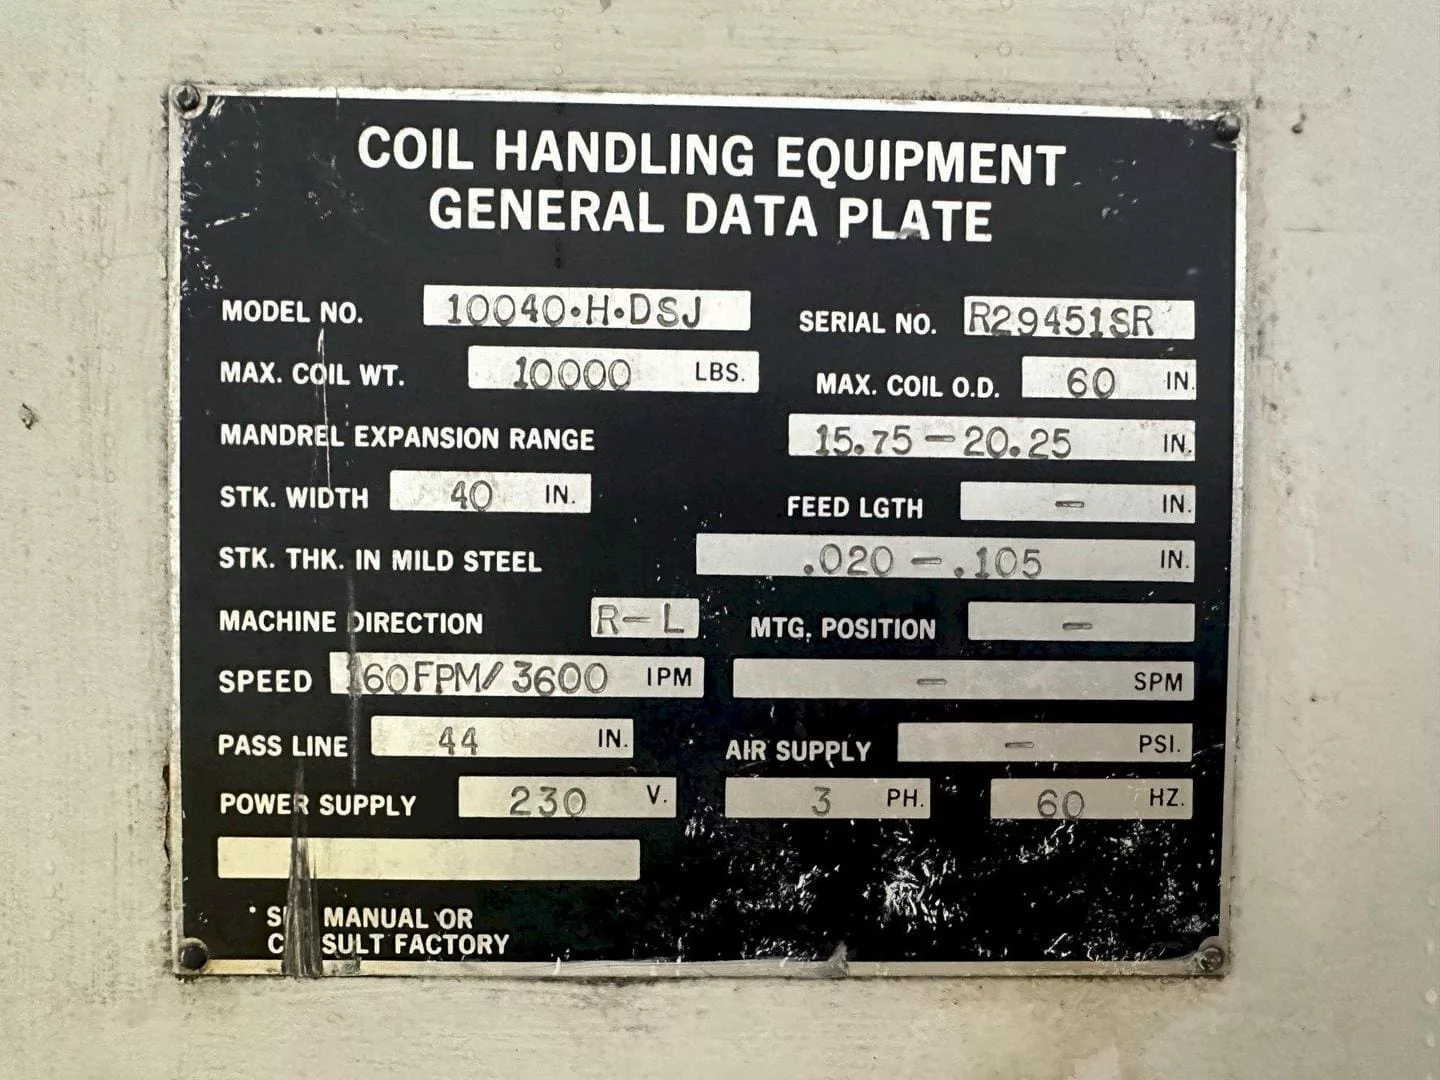 COIL HANDLING EQUIPMENT
GENERAL DATA PLATE
MODEL NO. 10040·H·DSJ SERIAL NO. R29451SR
MAX. COIL WT. 10000 LBS. MAX. COIL O.D. 60 IN.
MANDREL EXPANSION RANGE 15.75-20.25 IN.
STK. WIDTH 40 IN. FEED LGTH - IN.
STK. THK. IN MILD STEEL .020-.105 IN.
MACHINE DIRECTION R-L MTG. POSITION -
SPEED 160FPM/3600 IPM - SPM
PASS LINE 44 IN. AIR SUPPLY - PSI.
POWER SUPPLY 230 V. 3 PH. 60 HZ.
MANUAL OR
FACTORY